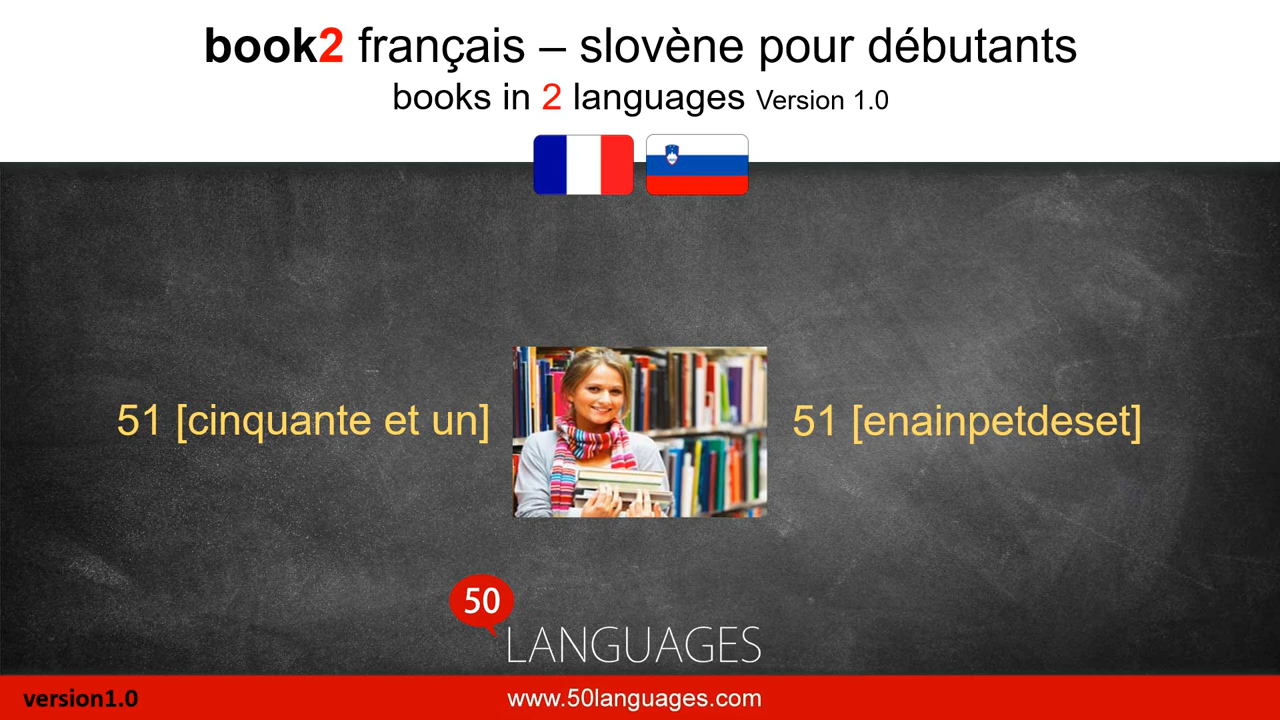 book2 français – slovène pour débutants
books in 2 languages Version 1.0
51 [cinquante et un]
51 [enainpetdeset]
50
LANGUAGES
version1.0
www.50languages.com